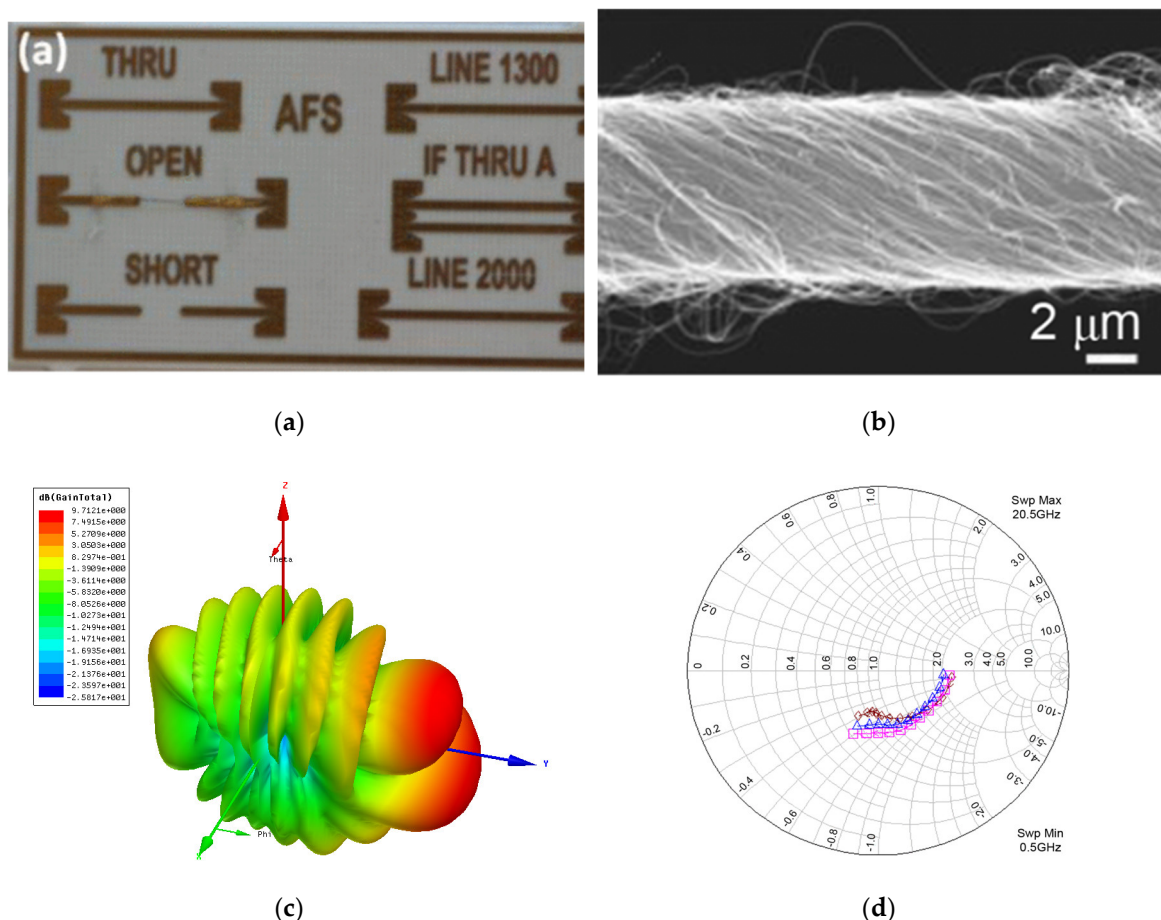 (a)
THRU
LINE 1300
AFS
OPEN
IF THRU A
SHORT
LINE 2000
2 μm
(a)
(b)
dB(GainTotal)
9.7121e+000
7.4915e+000
5.2709e+000
3.0503e+000
8.2974e-001
-1.3909e+000
-3.6114e+000
-5.8320e+000
-8.0526e+000
-1.0273e+001
-1.2494e+001
-1.4714e+001
-1.6935e+001
-1.9156e+001
-2.1376e+001
-2.3597e+001
-2.5817e+001
Z
Theta
Y
Phi
X
Swp Max
20.5GHz
0.2
0.4
0.6
0.8
1.0
2.0
3.0
4.0
5.0
10.0
0
0.2
0.4
0.6
0.8
1.0
2.0
3.0
4.0
5.0
10.0
-0.2
-0.4
-0.6
-0.8
-1.0
-2.0
-3.0
-4.0
-5.0
-10.0
Swp Min
0.5GHz
(c)
(d)